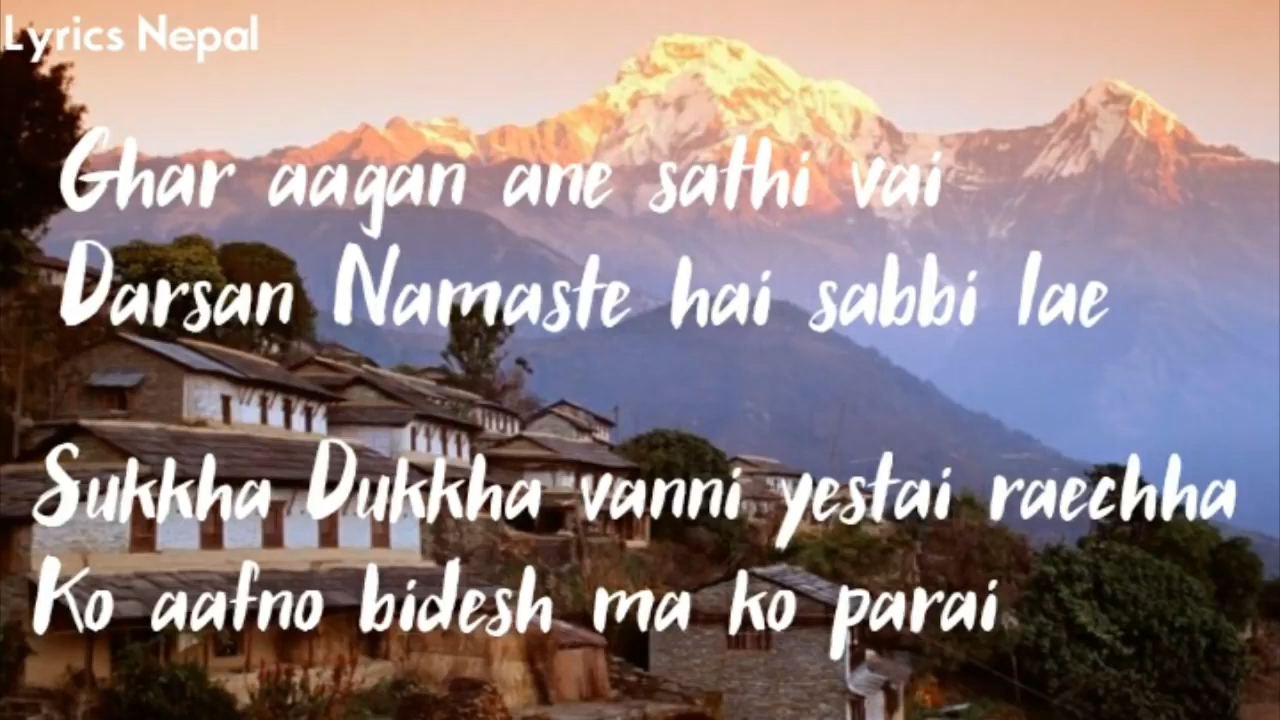 Lyrics Nepal
Ghar aagan ane sathi vai
Darsan Namaste hai sabbi lae
Sukkha Dukkha vanni yestai raechha
Ko aafno bidesh ma ko parai